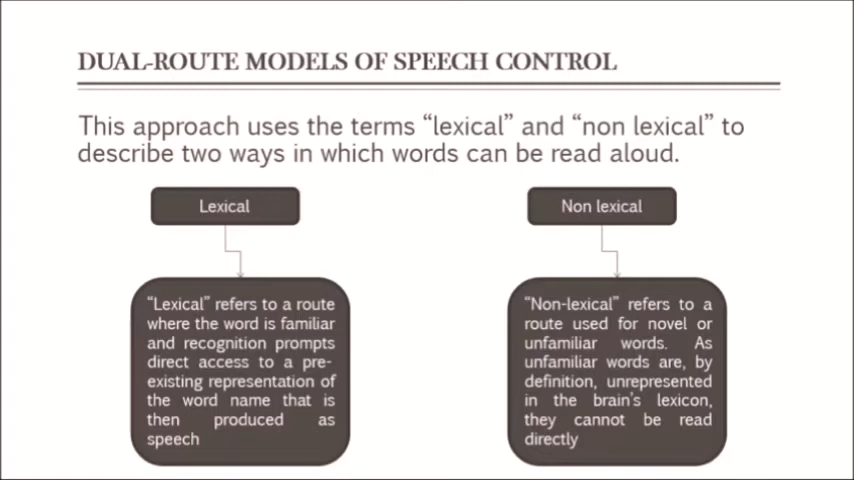 DUAL-ROUTE MODELS OF SPEECH CONTROL
This approach uses the terms “lexical” and “non lexical” to
describe two ways in which words can be read aloud.
Lexical
“Lexical” refers to a route
where the word is familiar
and recognition prompts
direct access to a pre-
existing representation of
the word name that is
then produced as
speech
Non lexical
“Non-lexical” refers to a
route used for novel or
unfamiliar words. As
unfamiliar words are, by
definition, unrepresented
in the brain’s lexicon,
they cannot be read
directly